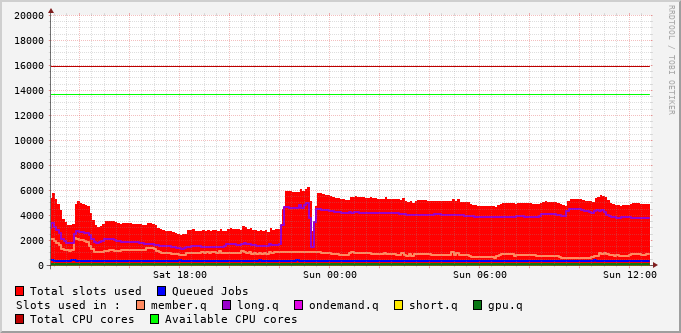 RRDTOOL / TOBI OETIKER
20000
18000
16000
14000
12000
10000
8000
6000
4000
2000
0
Sat 18:00 Sun 00:00 Sun 06:00 Sun 12:00
Total slots used Queued Jobs
Slots used in : member.q long.q ondemand.q short.q gpu.q
Total CPU cores Available CPU cores